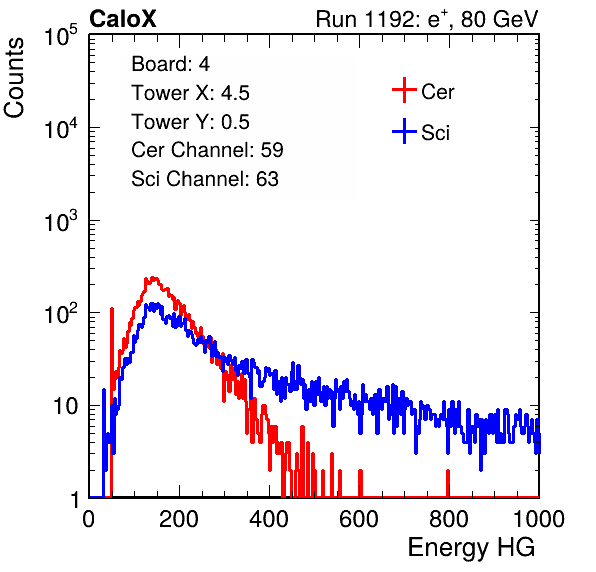 CaloX Run 1192: e⁺, 80 GeV
Counts
Board: 4
Tower X: 4.5
Tower Y: 0.5
Cer Channel: 59
Sci Channel: 63
Cer
Sci
10⁵
10⁴
10³
10²
10
1
0 200 400 600 800 1000
Energy HG